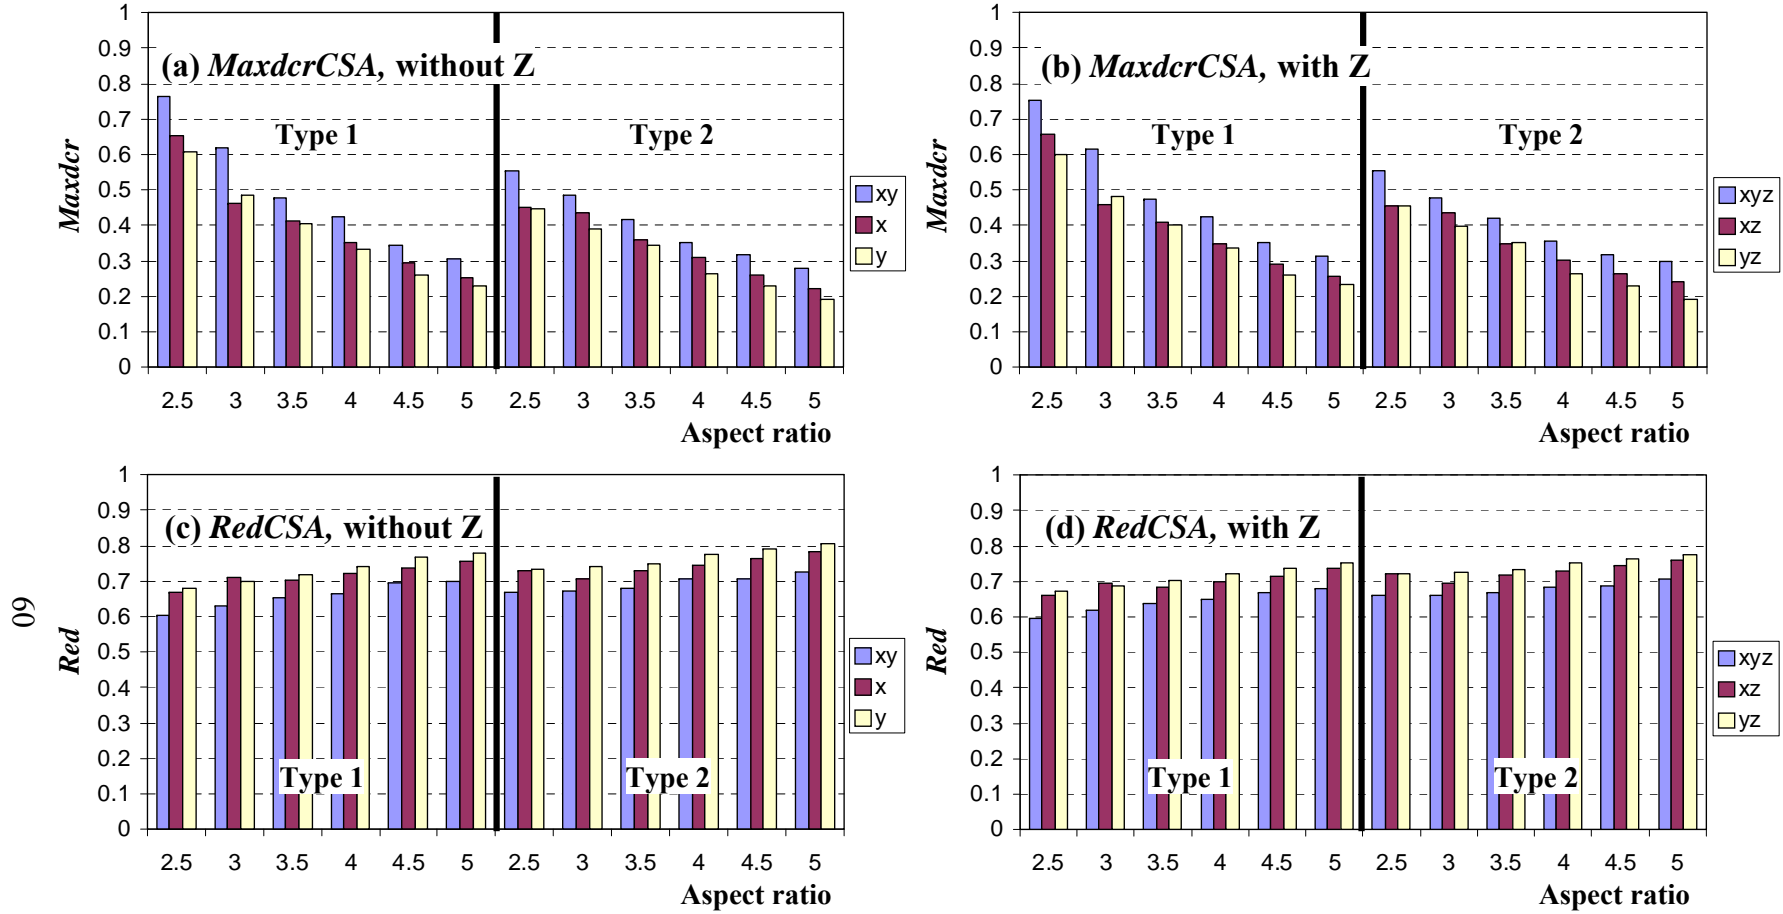 (a) MaxdcrCSA, without Z
Type 1
Type 2
Maxdcr
1
0.9
0.8
0.7
0.6
0.5
0.4
0.3
0.2
0.1
0
2.5 3 3.5 4 4.5 5 2.5 3 3.5 4 4.5 5
Aspect ratio
xy
x
y
(b) MaxdcrCSA, with Z
Type 1
Type 2
Maxdcr
1
0.9
0.8
0.7
0.6
0.5
0.4
0.3
0.2
0.1
0
2.5 3 3.5 4 4.5 5 2.5 3 3.5 4 4.5 5
Aspect ratio
xyz
xz
yz
(c) RedCSA, without Z
Type 1
Type 2
Red
1
0.9
0.8
0.7
0.6
0.5
0.4
0.3
0.2
0.1
0
2.5 3 3.5 4 4.5 5 2.5 3 3.5 4 4.5 5
Aspect ratio
xy
x
y
(d) RedCSA, with Z
Type 1
Type 2
Red
1
0.9
0.8
0.7
0.6
0.5
0.4
0.3
0.2
0.1
0
2.5 3 3.5 4 4.5 5 2.5 3 3.5 4 4.5 5
Aspect ratio
xyz
xz
yz
60